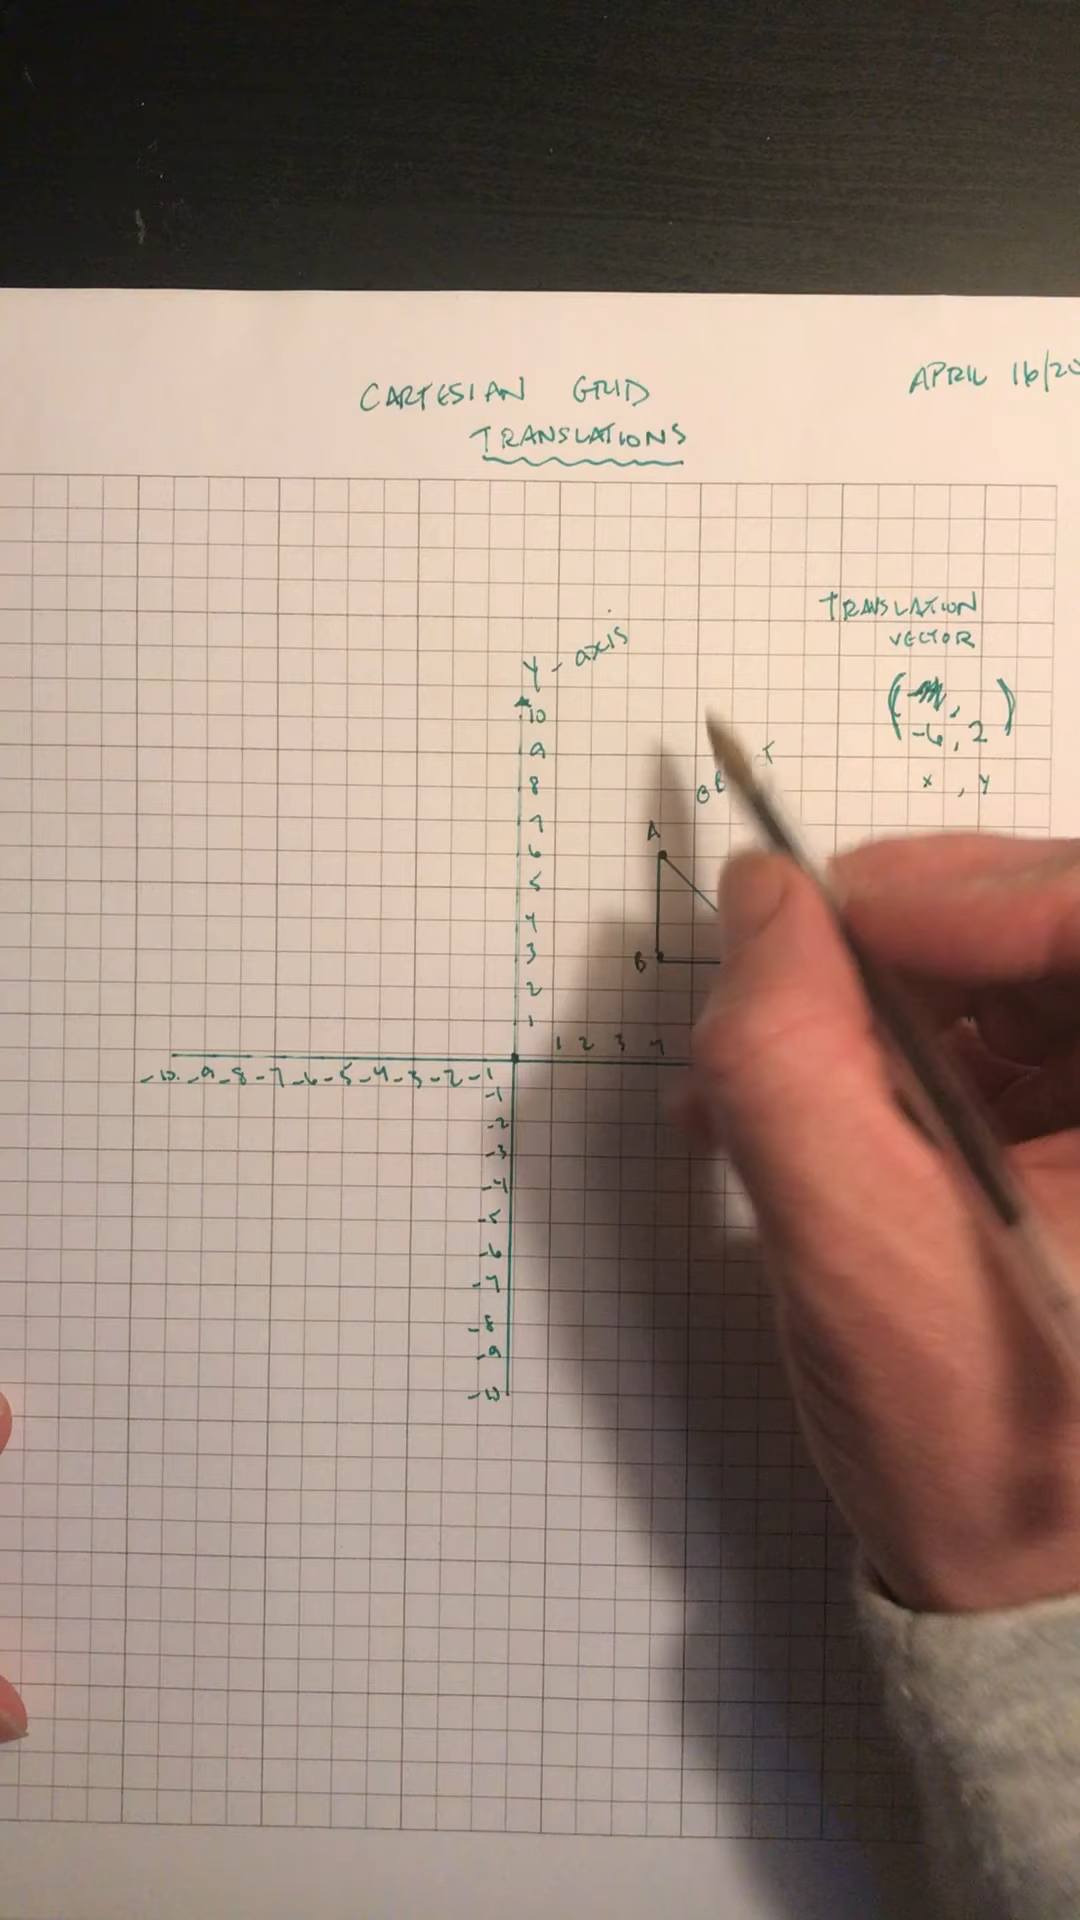 CARTESIAN GRID
APRIL 16/20
TRANSLATIONS
TRANSLATION
VECTOR
Y - axis
( , )
-6, 2
x , y
10
9
8
7
6
5
4
3
2
1
A
B
1 2 3 4
-10 -9 -8 -7 -6 -5 -4 -3 -2 -1
-1
-2
-3
-4
-5
-6
-7
-8
-9
-10